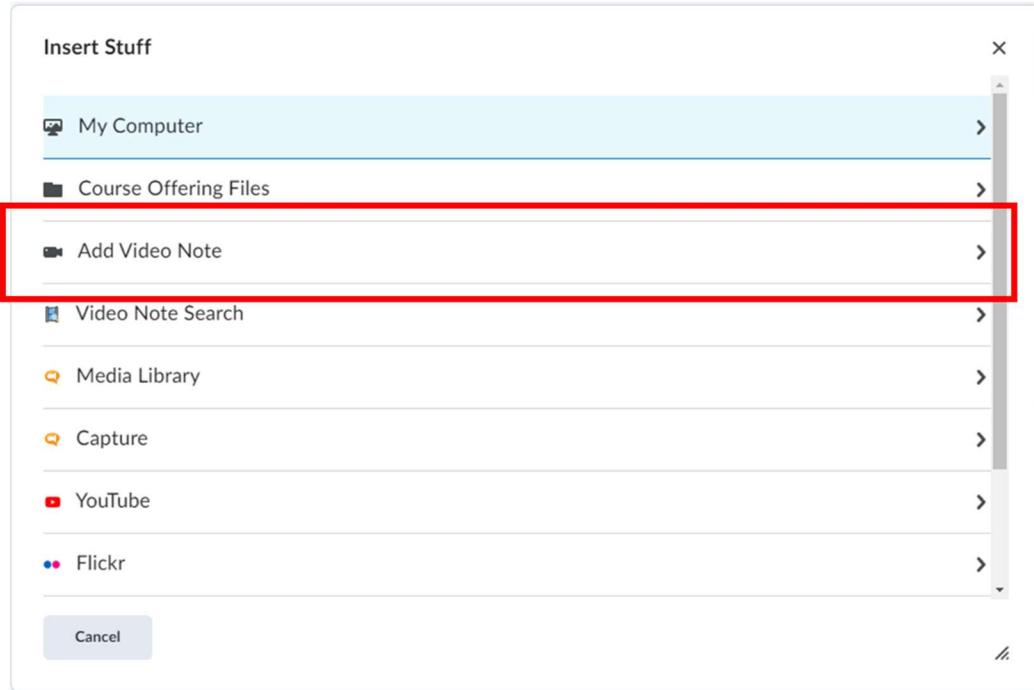 Insert Stuff
My Computer
Course Offering Files
Add Video Note
Video Note Search
Media Library
Capture
YouTube
Flickr
Cancel